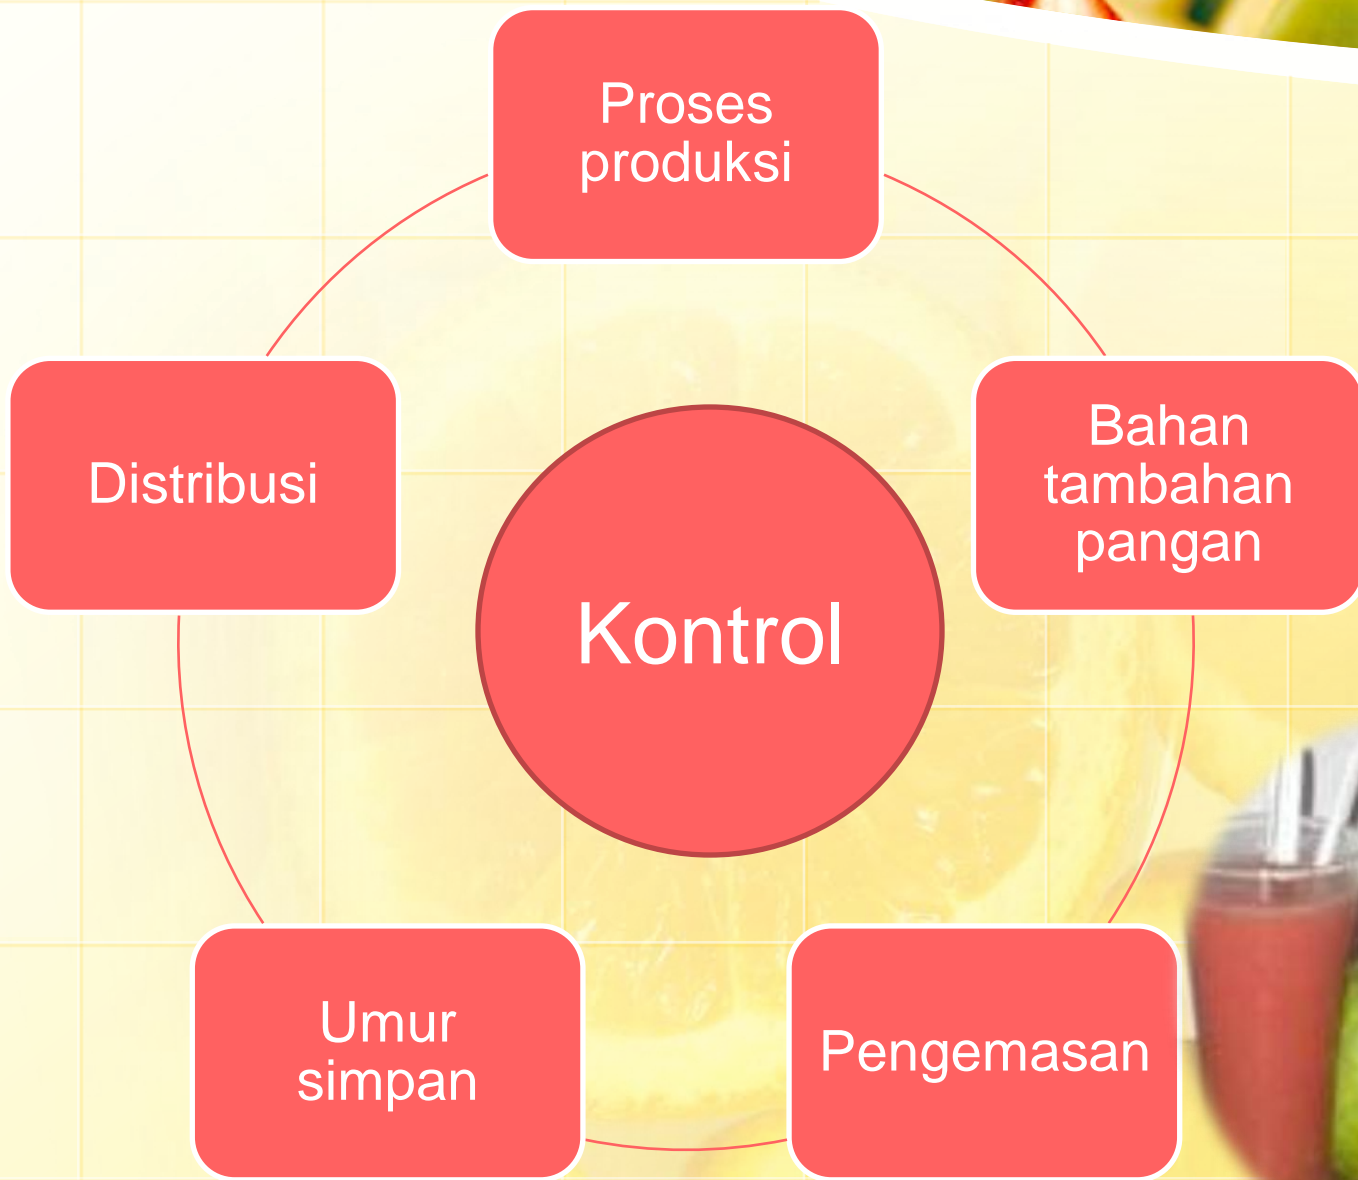 Proses
produksi
Bahan
tambahan
pangan
Pengemasan
Umur
simpan
Distribusi
Kontrol